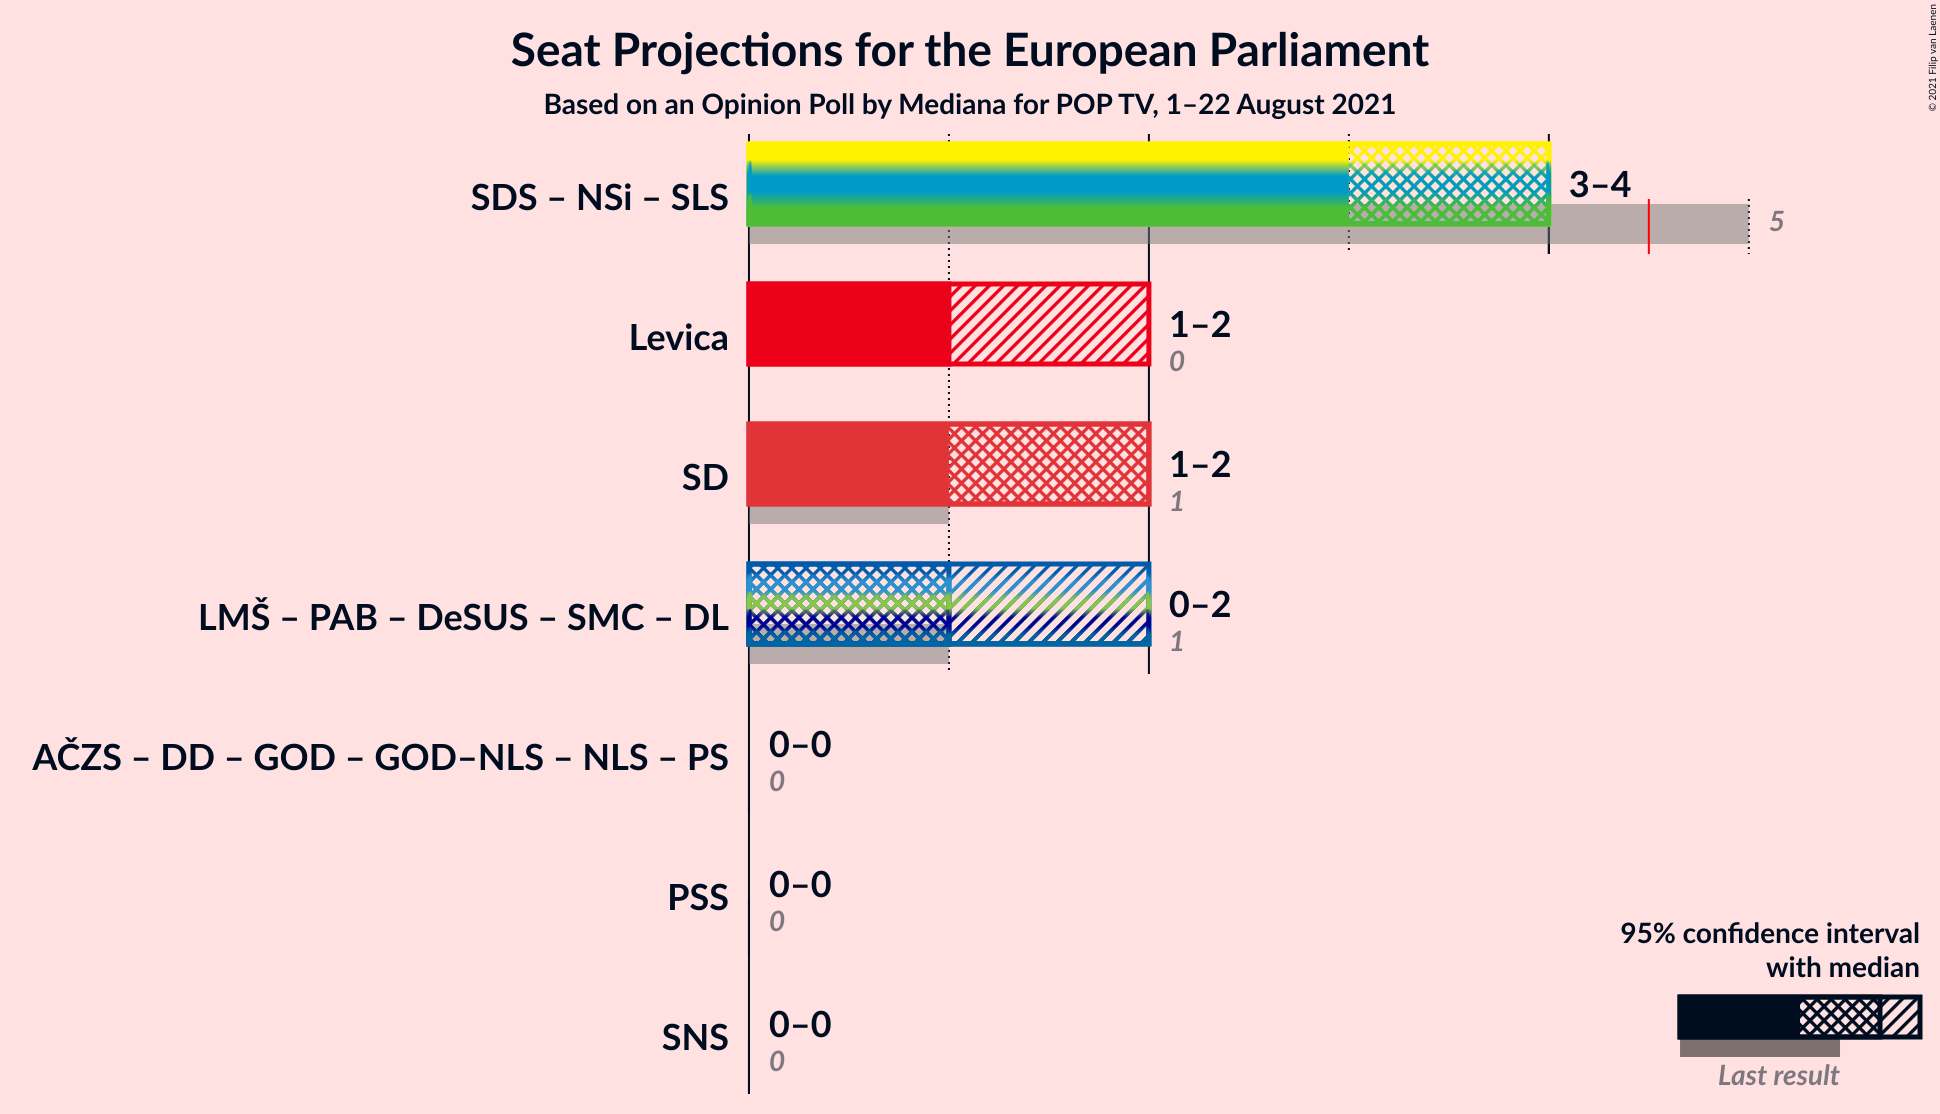 Seat Projections for the European Parliament
Based on an Opinion Poll by Mediana for POP TV, 1–22 August 2021
© 2021 Filip van Laenen
SDS – NSi – SLS
3–4
5
Levica
1–2
0
SD
1–2
1
LMŠ – PAB – DeSUS – SMC – DL
0–2
1
AČZS – DD – GOD – GOD–NLS – NLS – PS
0–0
0
PSS
0–0
0
SNS
0–0
0
95% confidence interval
with median
Last result